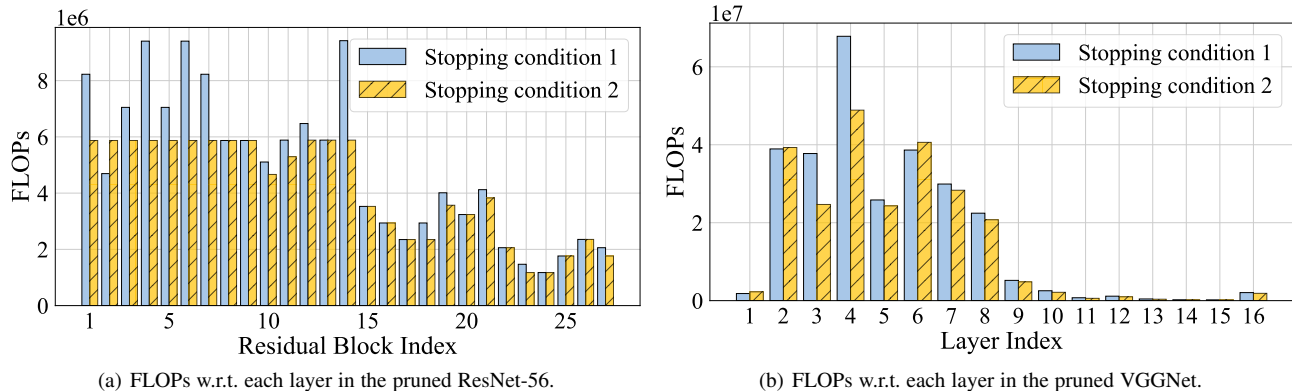 1e6
8
6
4
2
0
FLOPs
Stopping condition 1
Stopping condition 2
1 5 10 15 20 25
Residual Block Index
(a) FLOPs w.r.t. each layer in the pruned ResNet-56.
1e7
6
4
2
0
FLOPs
Stopping condition 1
Stopping condition 2
1 2 3 4 5 6 7 8 9 10 11 12 13 14 15 16
Layer Index
(b) FLOPs w.r.t. each layer in the pruned VGGNet.